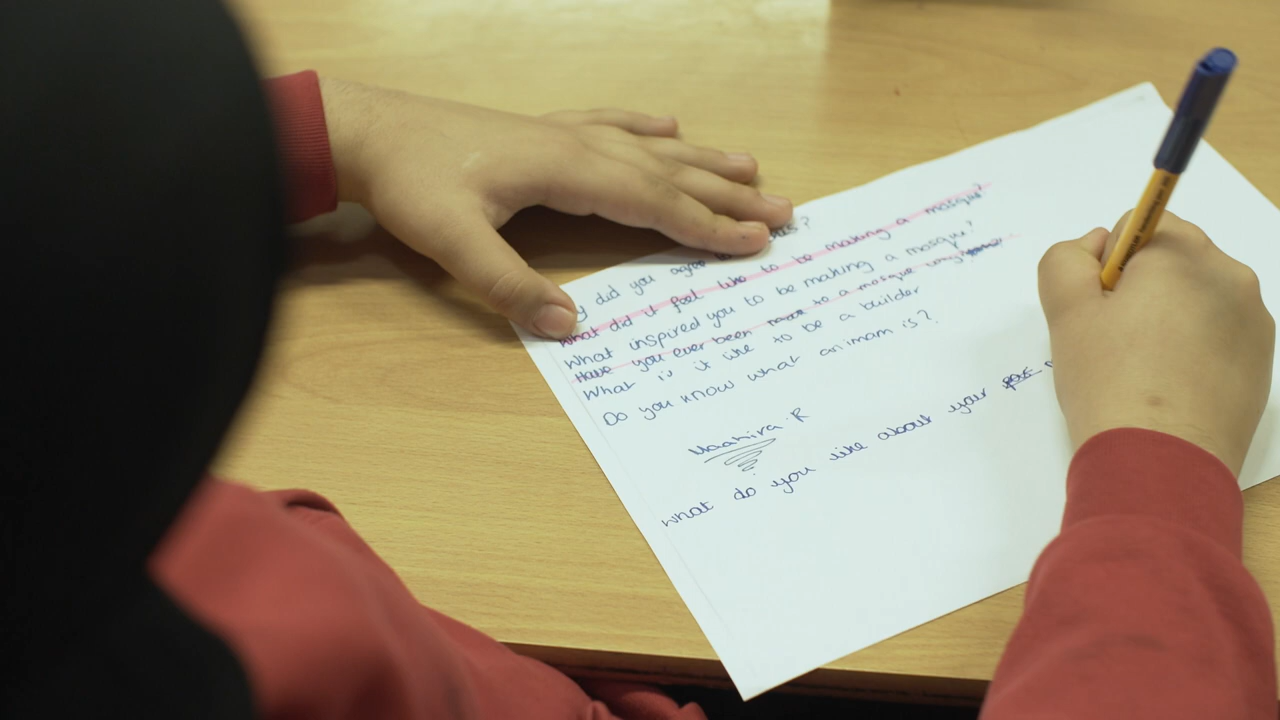 did you agree to this?
What did it feel like to be making a mosque?
What inspired you to be making a mosque?
Have you ever been to a mosque
What is it like to be a builder
Do you know what an imam is?
Maahira.R
what do you like about your